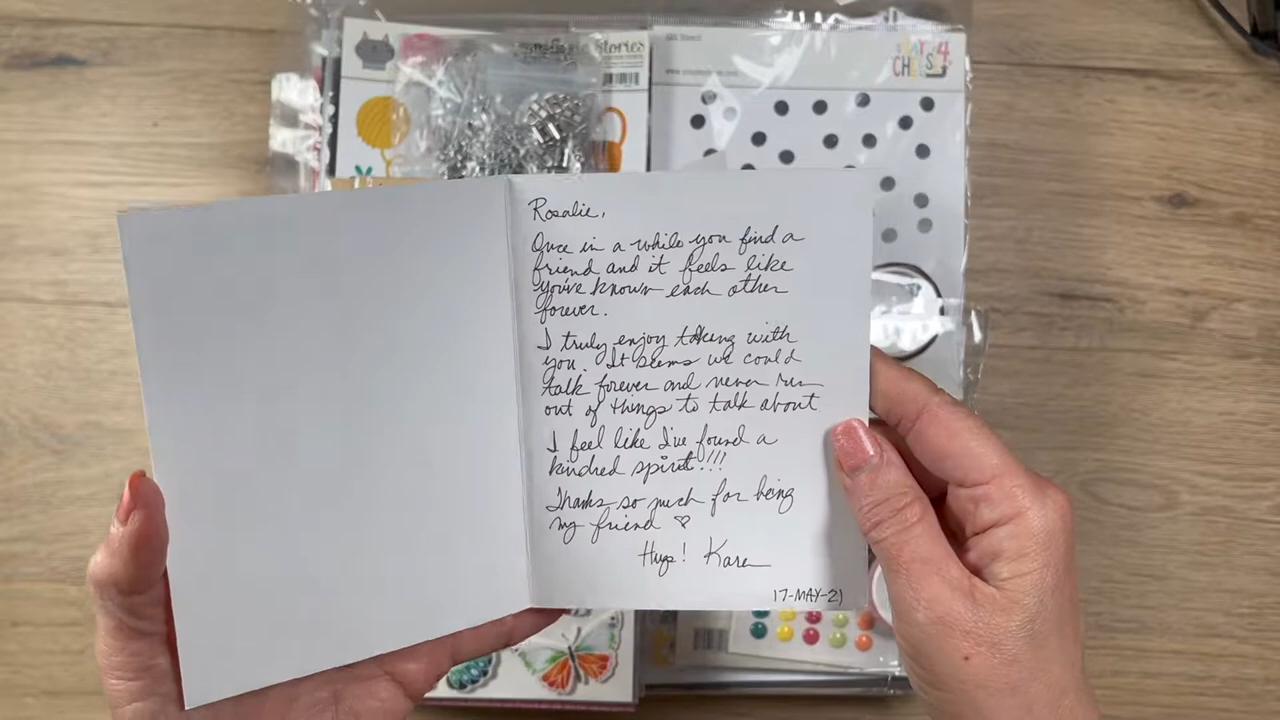 Stories
Rosalie,
Once in a while you find a
friend and it feels like
you've known each other
forever.
I truly enjoy talking with
you. It seems we could
talk forever and never run
out of things to talk about
I feel like I've found a
kindred spirit!!!
Thanks so much for being
my friend ♡
Hugs! Karen
17-MAY-21